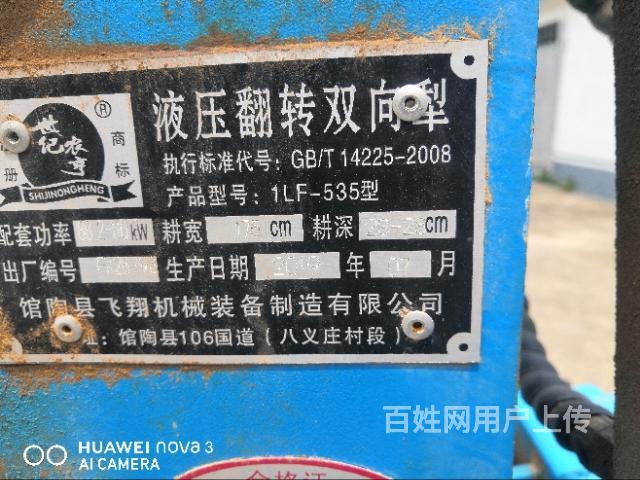 液压翻转双向犁
世纪农亨
®
商标
册
SHIJINONGHENG
执行标准代号：GB/T 14225-2008
产品型号：1LF-535型
配套功率 kW 耕宽 175 cm 耕深 cm
出厂编号 生产日期 年 07 月
馆陶县飞翔机械装备制造有限公司
址：馆陶县106国道（八义庄村段）
合格证
百姓网用户上传
HUAWEI nova 3
AI CAMERA